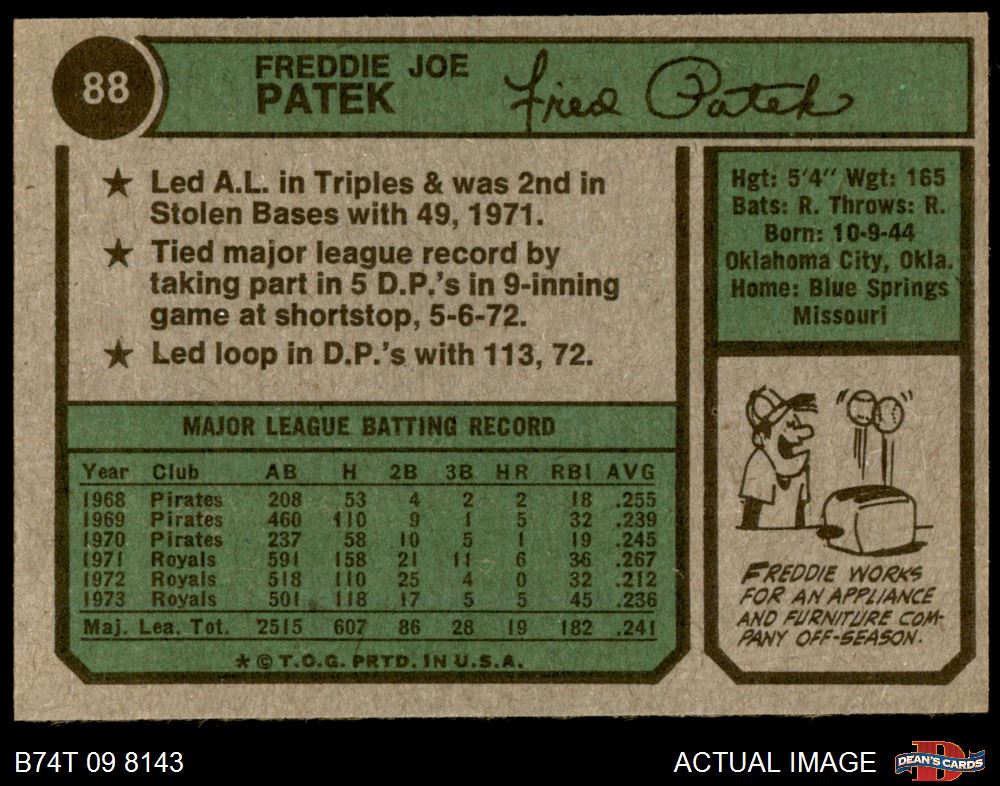 88
FREDDIE JOE
PATEK
Fred Patek
★ Led A.L. in Triples & was 2nd in
Stolen Bases with 49, 1971.
★ Tied major league record by
taking part in 5 D.P.'s in 9-inning
game at shortstop, 5-6-72.
★ Led loop in D.P.'s with 113, 72.
Hgt: 5'4" Wgt: 165
Bats: R. Throws: R.
Born: 10-9-44
Oklahoma City, Okla.
Home: Blue Springs
Missouri
MAJOR LEAGUE BATTING RECORD
Year Club AB H 2B 3B HR RBI AVG
1968 Pirates 208 53 4 2 2 18 .255
1969 Pirates 460 110 9 1 5 32 .239
1970 Pirates 237 58 10 5 1 19 .245
1971 Royals 591 158 21 11 6 36 .267
1972 Royals 518 110 25 4 0 32 .212
1973 Royals 501 118 17 5 5 45 .236
Maj. Lea. Tot. 2515 607 86 28 19 182 .241
* © T.C.G. PRTD. IN U.S.A.
FREDDIE WORKS
FOR AN APPLIANCE
AND FURNITURE COM-
PANY OFF-SEASON.
B74T 09 8143
ACTUAL IMAGE
D
DEAN'S CARDS